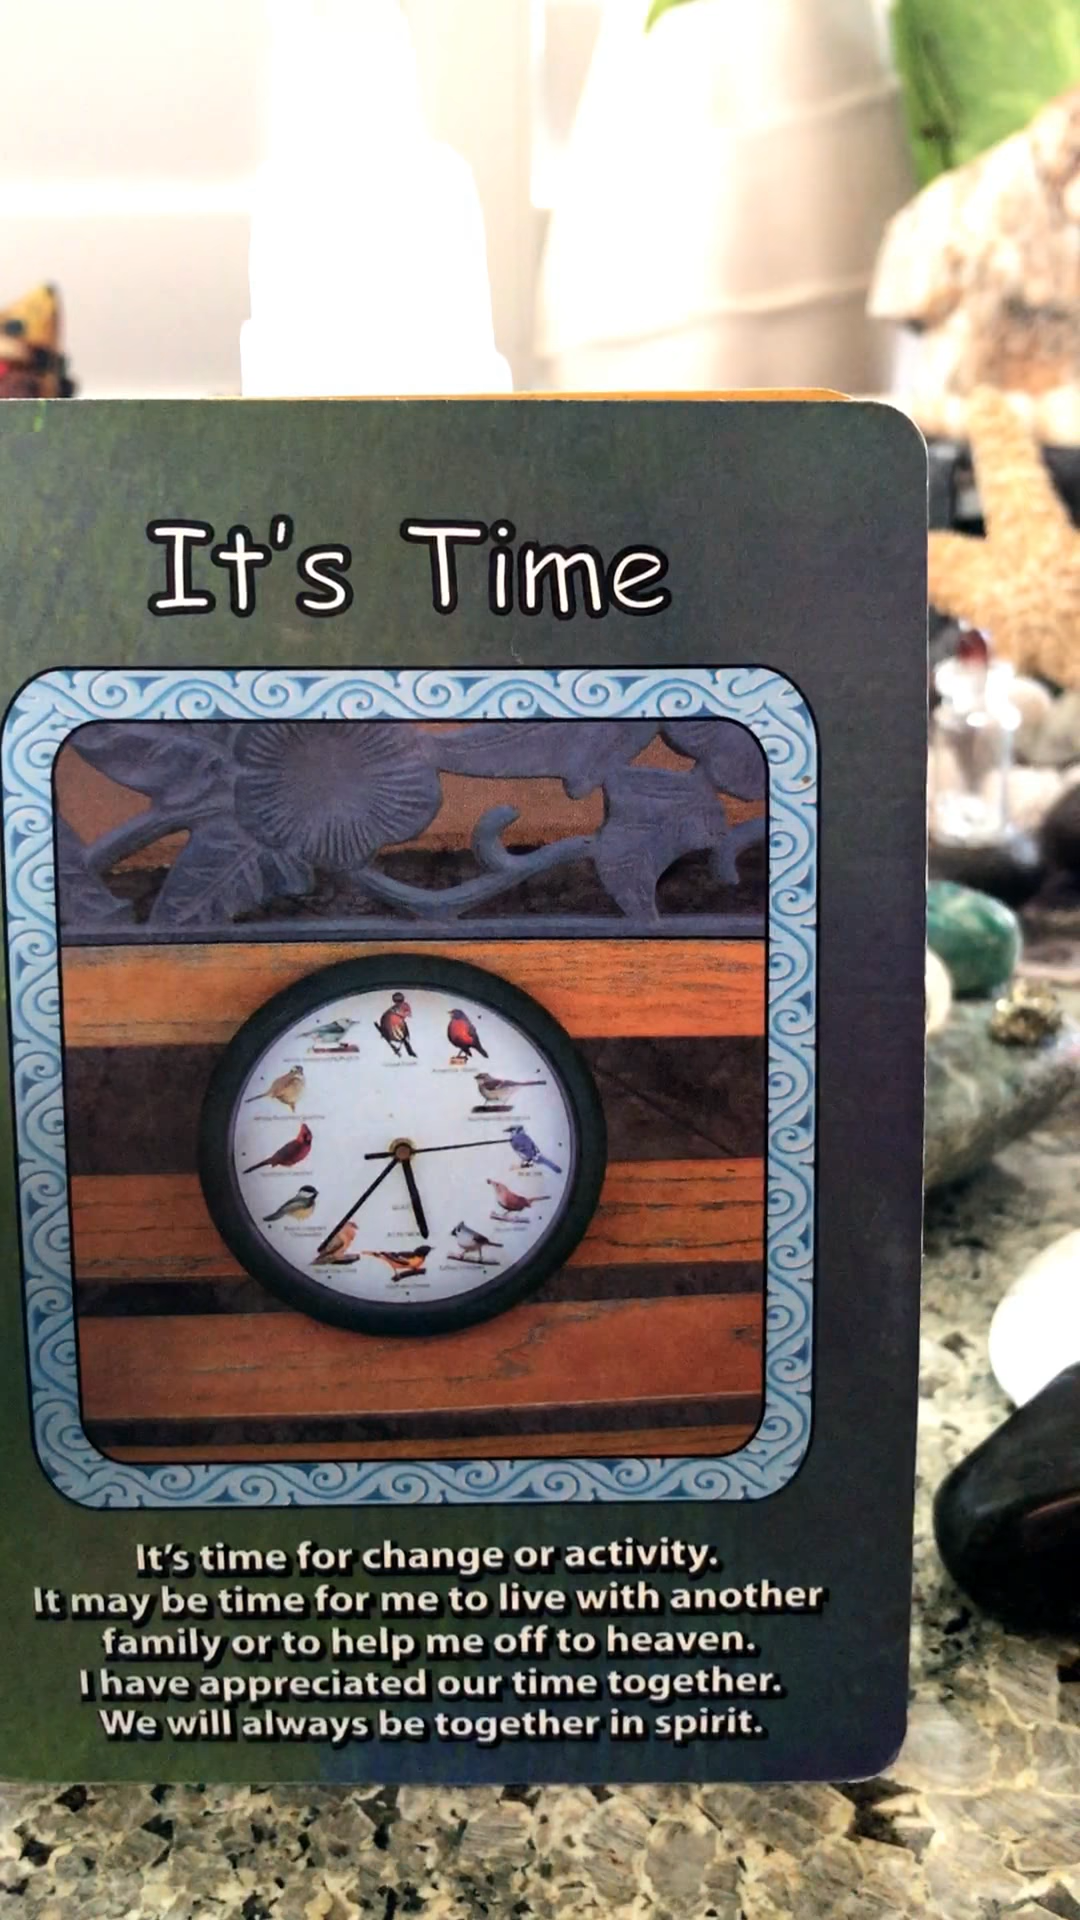 It's Time
It's time for change or activity.
It may be time for me to live with another
family or to help me off to heaven.
I have appreciated our time together.
We will always be together in spirit.